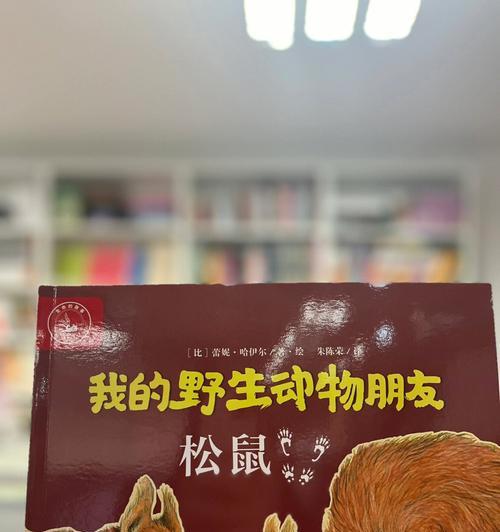 [比]蕾妮·哈伊尔/著·绘 朱陈荣/译
我的野生动物朋友
松鼠